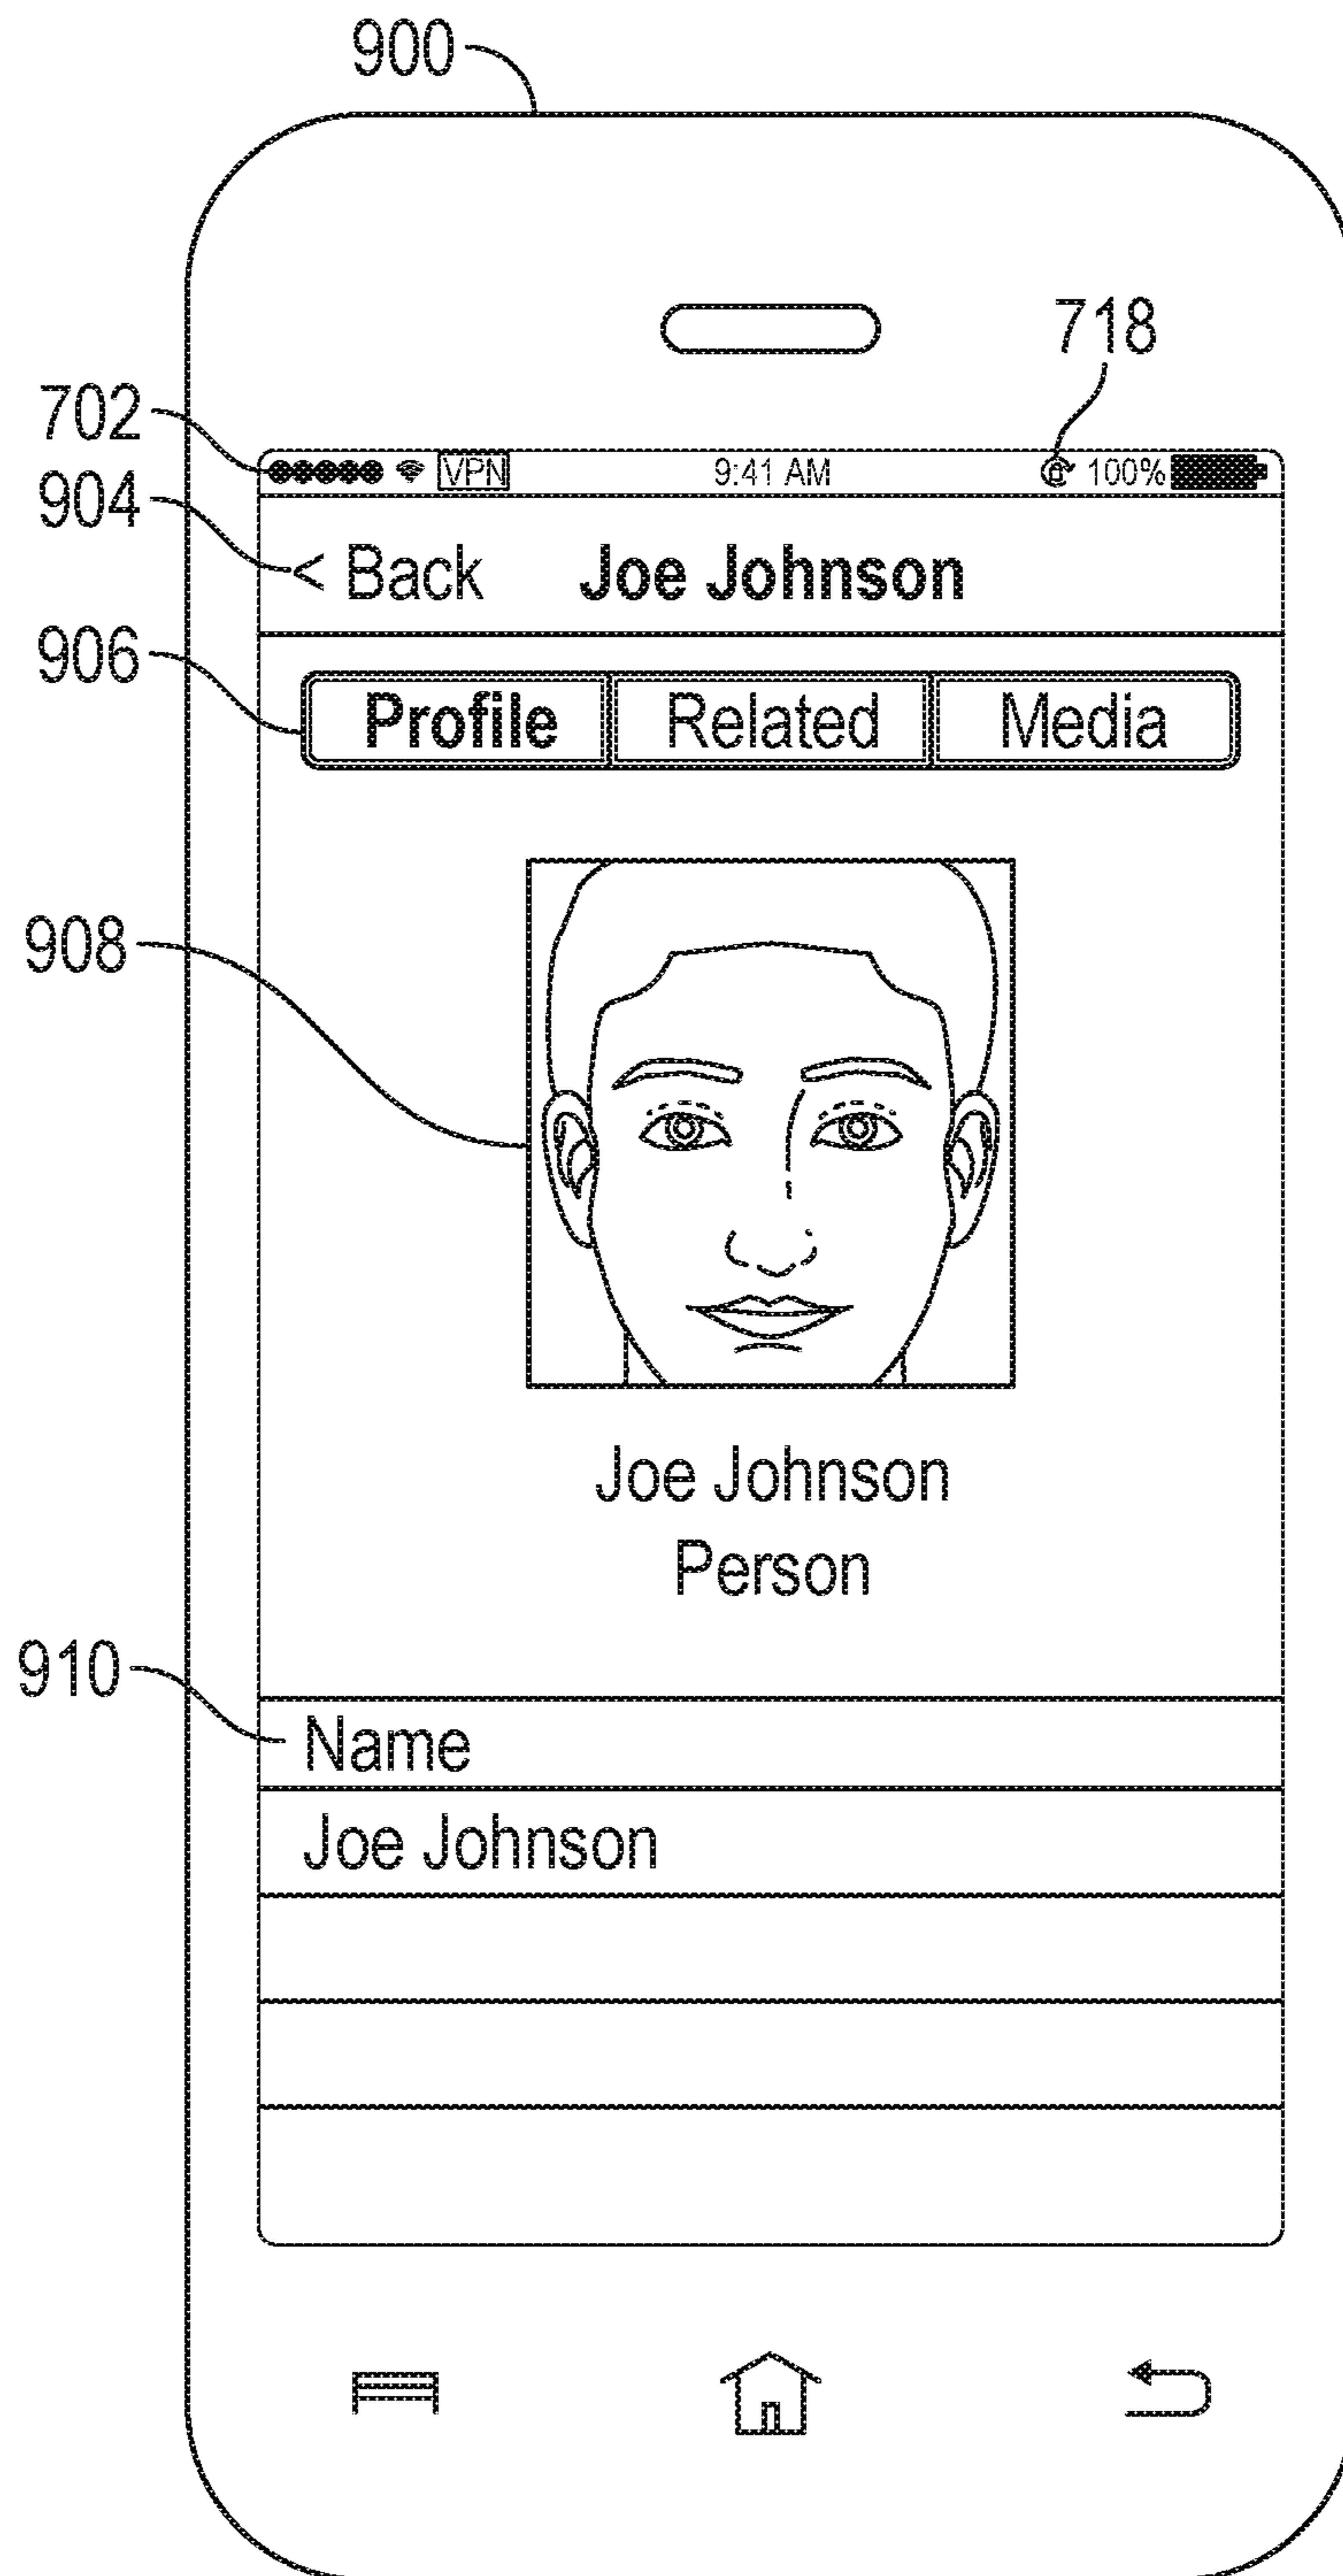 900
718
702
VPN 9:41 AM 100%
904
< Back Joe Johnson
906
Profile Related Media
908
Joe Johnson
Person
910
Name
Joe Johnson